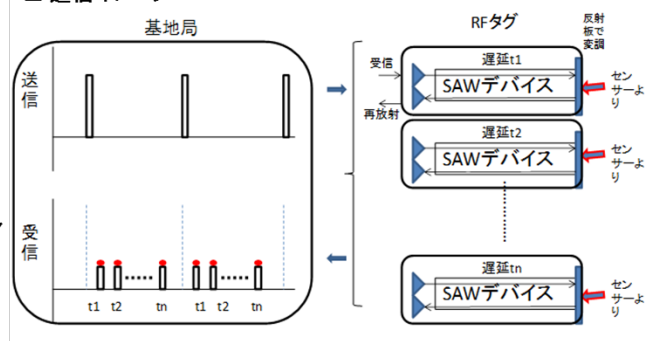 基地局
送信
受信
t1 t2 tn t1 t2 tn
RFタグ
反射
板で
変調
受信
再放射
遅延t1
SAWデバイス
セン
サーよ
り
遅延t2
SAWデバイス
セン
サーよ
り
遅延tn
SAWデバイス
セン
サーよ
り